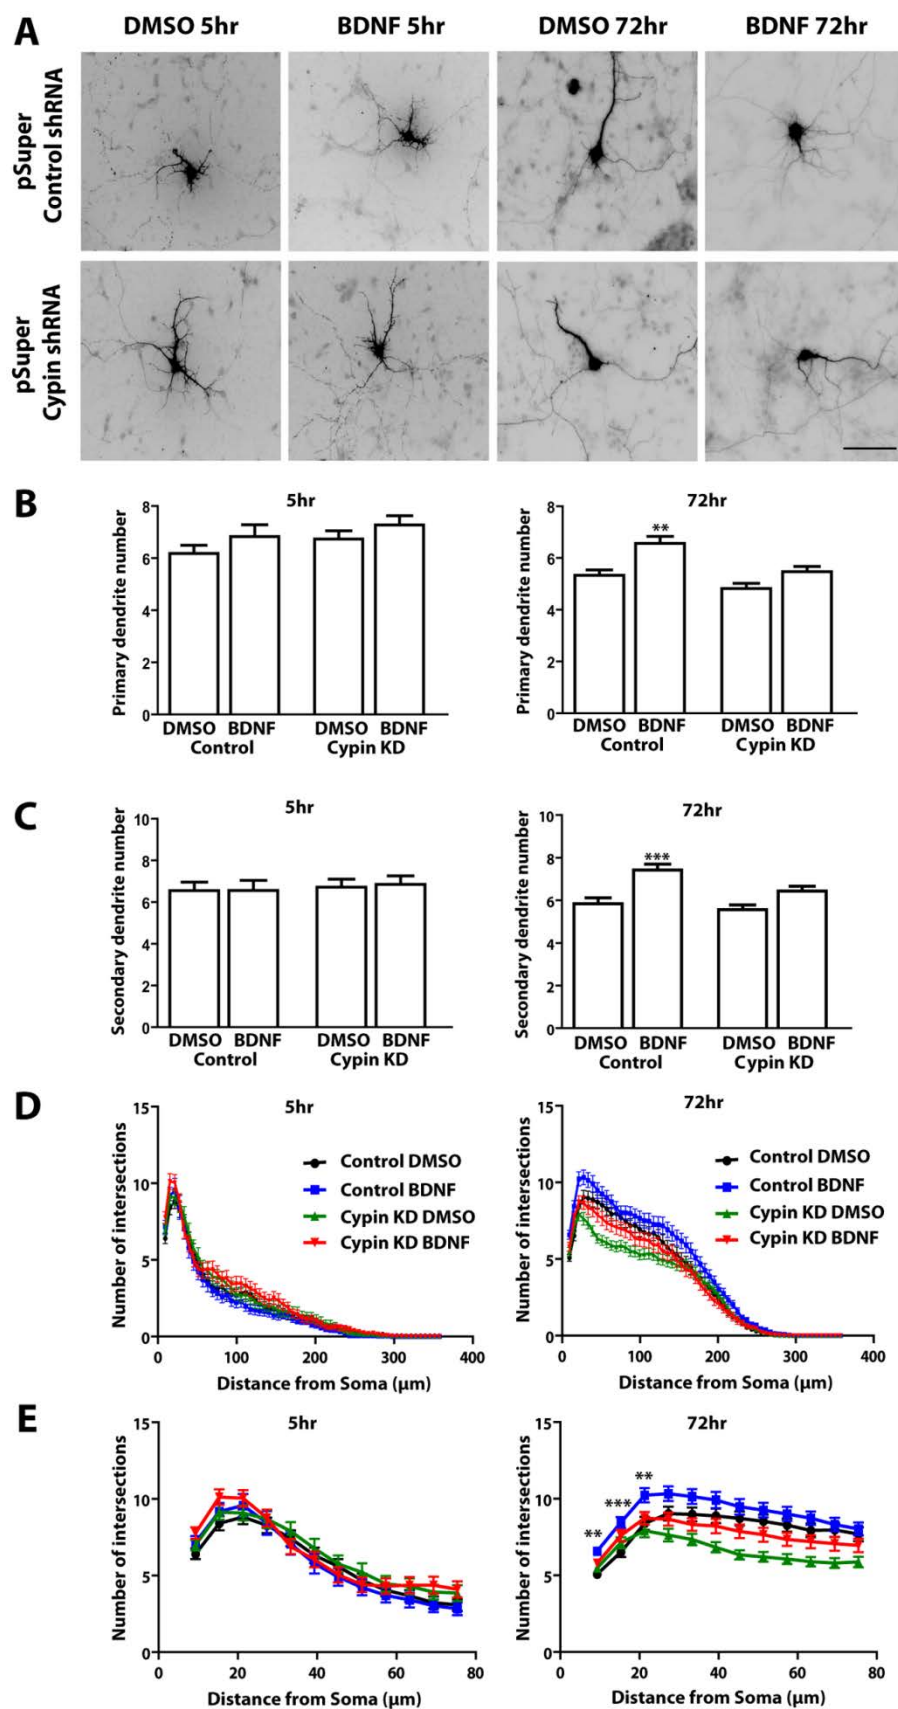 A
DMSO 5hr BDNF 5hr DMSO 72hr BDNF 72hr
pSuper
Control shRNA
pSuper
Cypin shRNA
B
5hr
Primary dendrite number
8
6
4
2
0
DMSO BDNF DMSO BDNF
Control Cypin KD
72hr
Primary dendrite number
8
6
4
2
0
**
DMSO BDNF DMSO BDNF
Control Cypin KD
C
5hr
Secondary dendrite number
10
8
6
4
2
0
DMSO BDNF DMSO BDNF
Control Cypin KD
72hr
Secondary dendrite number
10
8
6
4
2
0
***
DMSO BDNF DMSO BDNF
Control Cypin KD
D
5hr
Number of intersections
15
10
5
0
Control DMSO
Control BDNF
Cypin KD DMSO
Cypin KD BDNF
0 100 200 300 400
Distance from Soma (µm)
72hr
Number of intersections
15
10
5
0
Control DMSO
Control BDNF
Cypin KD DMSO
Cypin KD BDNF
0 100 200 300 400
Distance from Soma (µm)
E
5hr
Number of intersections
15
10
5
0
0 20 40 60 80
Distance from Soma (µm)
72hr
Number of intersections
15
10
5
0
** *** **
0 20 40 60 80
Distance from Soma (µm)